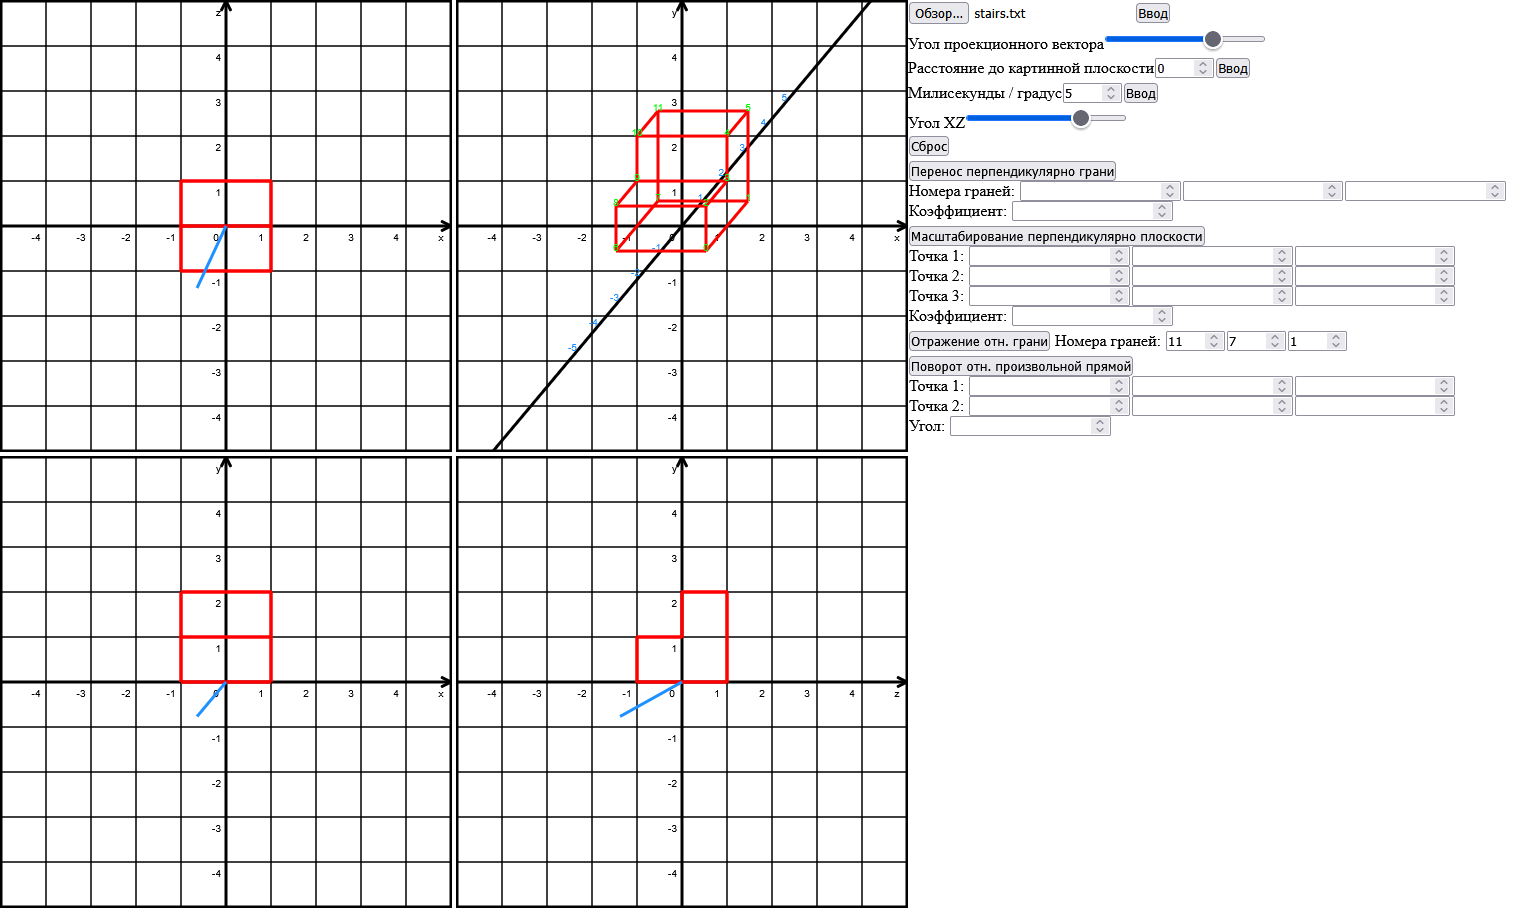 Обзор... stairs.txt Ввод
Угол проекционного вектора
Расстояние до картинной плоскости 0 Ввод
Милисекунды / градус 5 Ввод
Угол XZ
Сброс
Перенос перпендикулярно грани
Номера граней:
Коэффициент:
Масштабирование перпендикулярно плоскости
Точка 1:
Точка 2:
Точка 3:
Коэффициент:
Отражение отн. грани Номера граней: 11 7 1
Поворот отн. произвольной прямой
Точка 1:
Точка 2:
Угол:
z
4
3
2
1
-4 -3 -2 -1 0 1 2 3 4 x
-1
-2
-3
-4
y
4
5
3
4
11 5
2 3
2
1 1
-4 -3 -2 -1 0 1 2 3 4 x
-1
-1
-3
-2
-4
-5
-3
-4
y
4
3
2
1
-4 -3 -2 -1 0 1 2 3 4 x
-1
-2
-3
-4
y
4
3
2
1
-4 -3 -2 -1 0 1 2 3 4 z
-1
-2
-3
-4